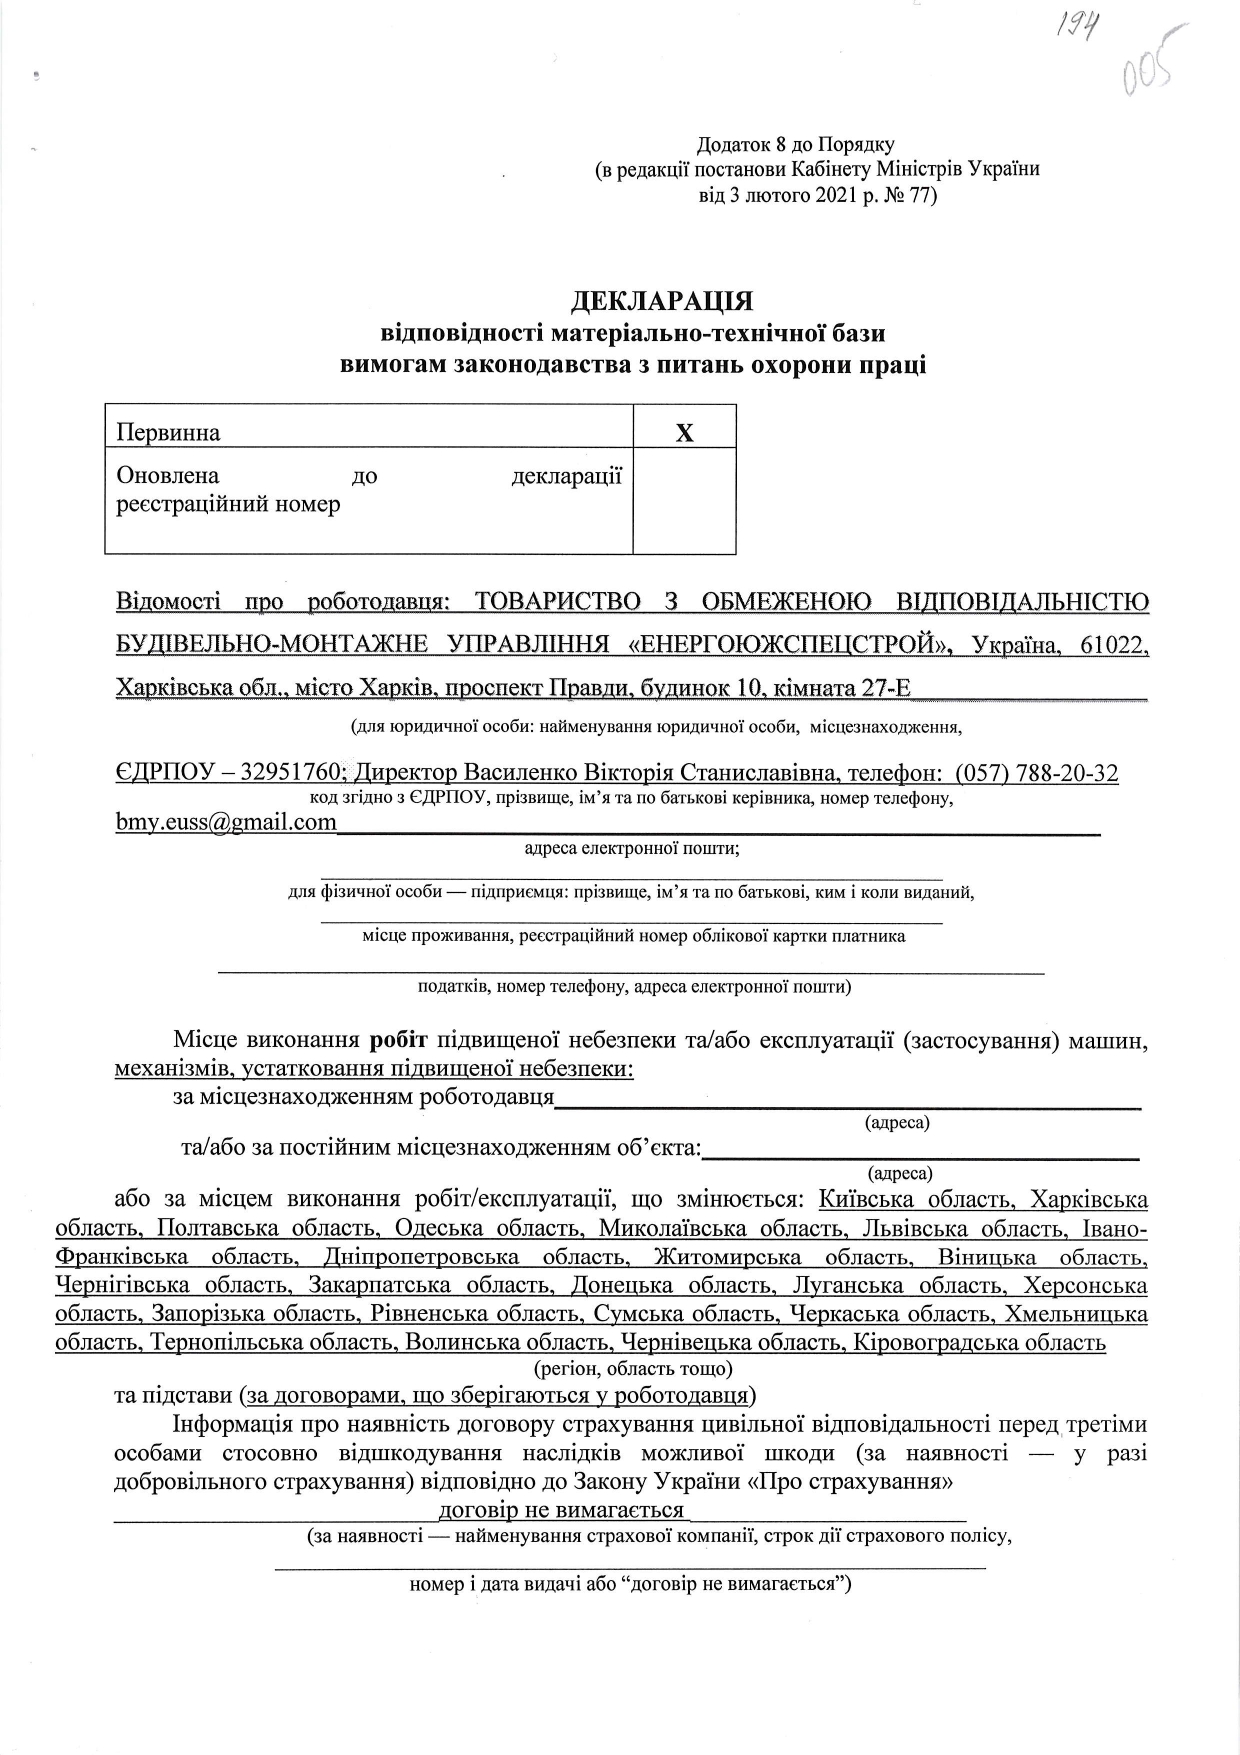 194
005
Додаток 8 до Порядку
(в редакції постанови Кабінету Міністрів України
від 3 лютого 2021 р. № 77)
ДЕКЛАРАЦІЯ
відповідності матеріально-технічної бази
вимогам законодавства з питань охорони праці
Первинна Х
Оновлена до декларації
реєстраційний номер
Відомості про роботодавця: ТОВАРИСТВО З ОБМЕЖЕНОЮ ВІДПОВІДАЛЬНІСТЮ
БУДІВЕЛЬНО-МОНТАЖНЕ УПРАВЛІННЯ «ЕНЕРГОЮЖСПЕЦСТРОЙ», Україна, 61022,
Харківська обл., місто Харків, проспект Правди, будинок 10, кімната 27-Е
(для юридичної особи: найменування юридичної особи, місцезнаходження,
ЄДРПОУ – 32951760; Директор Василенко Вікторія Станиславівна, телефон: (057) 788-20-32
код згідно з ЄДРПОУ, прізвище, ім’я та по батькові керівника, номер телефону,
bmy.euss@gmail.com
адреса електронної пошти;
для фізичної особи — підприємця: прізвище, ім’я та по батькові, ким і коли виданий,
місце проживання, реєстраційний номер облікової картки платника
податків, номер телефону, адреса електронної пошти)
Місце виконання робіт підвищеної небезпеки та/або експлуатації (застосування) машин,
механізмів, устатковання підвищеної небезпеки:
за місцезнаходженням роботодавця
(адреса)
та/або за постійним місцезнаходженням об’єкта:
(адреса)
або за місцем виконання робіт/експлуатації, що змінюється: Київська область, Харківська
область, Полтавська область, Одеська область, Миколаївська область, Львівська область, Івано-
Франківська область, Дніпропетровська область, Житомирська область, Віницька область,
Чернігівська область, Закарпатська область, Донецька область, Луганська область, Херсонська
область, Запорізька область, Рівненська область, Сумська область, Черкаська область, Хмельницька
область, Тернопільська область, Волинська область, Чернівецька область, Кіровоградська область
(регіон, область тощо)
та підстави (за договорами, що зберігаються у роботодавця)
Інформація про наявність договору страхування цивільної відповідальності перед третіми
особами стосовно відшкодування наслідків можливої шкоди (за наявності — у разі
добровільного страхування) відповідно до Закону України «Про страхування»
договір не вимагається
(за наявності — найменування страхової компанії, строк дії страхового полісу,
номер і дата видачі або “договір не вимагається”)